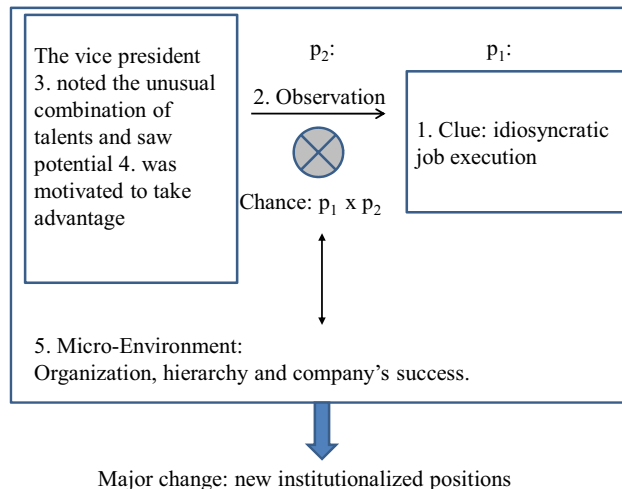 The vice president
3. noted the unusual
combination of
talents and saw
potential 4. was
motivated to take
advantage
p₂:
2. Observation
Chance: p₁ x p₂
p₁:
1. Clue: idiosyncratic
job execution
5. Micro-Environment:
Organization, hierarchy and company’s success.
Major change: new institutionalized positions